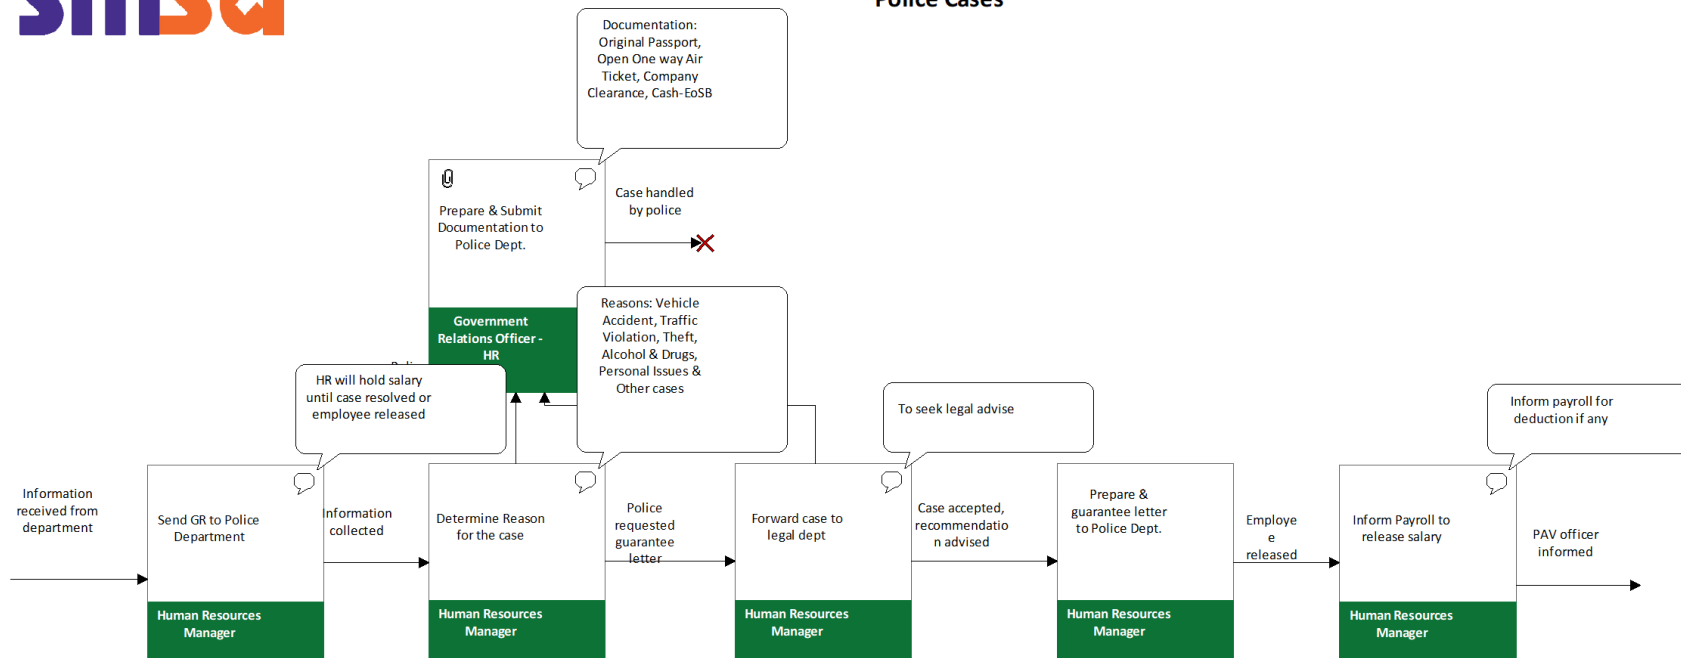 Police Cases
Documentation:
Original Passport,
Open One way Air
Ticket, Company
Clearance, Cash-EoSB
Prepare & Submit
Documentation to
Police Dept.
Case handled
by police
Government
Relations Officer -
HR
Reasons: Vehicle
Accident, Traffic
Violation, Theft,
Alcohol & Drugs,
Personal Issues &
Other cases
HR will hold salary
until case resolved or
employee released
To seek legal advise
Inform payroll for
deduction if any
Information
received from
department
Send GR to Police
Department
Human Resources
Manager
Information
collected
Determine Reason
for the case
Human Resources
Manager
Police
requested
guarantee
letter
Forward case to
legal dept
Human Resources
Manager
Case accepted,
recommendatio
n advised
Prepare &
guarantee letter
to Police Dept.
Human Resources
Manager
Employe
e
released
Inform Payroll to
release salary
Human Resources
Manager
PAV officer
informed